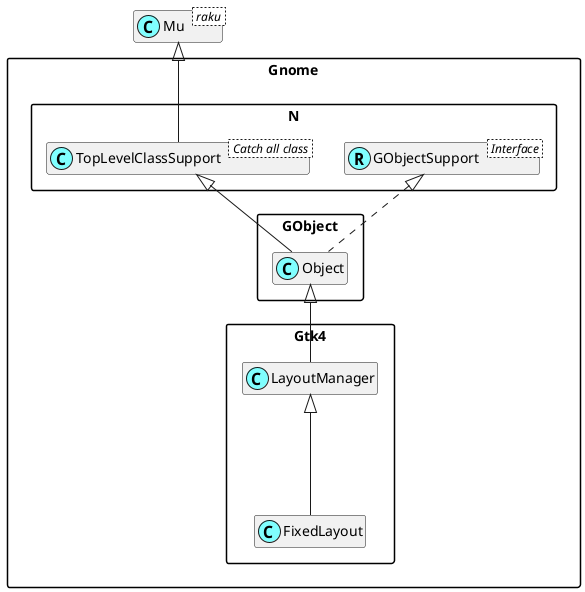 C Mu raku
Gnome
N
C TopLevelClassSupport Catch all class
R GObjectSupport Interface
GObject
C Object
Gtk4
C LayoutManager
C FixedLayout